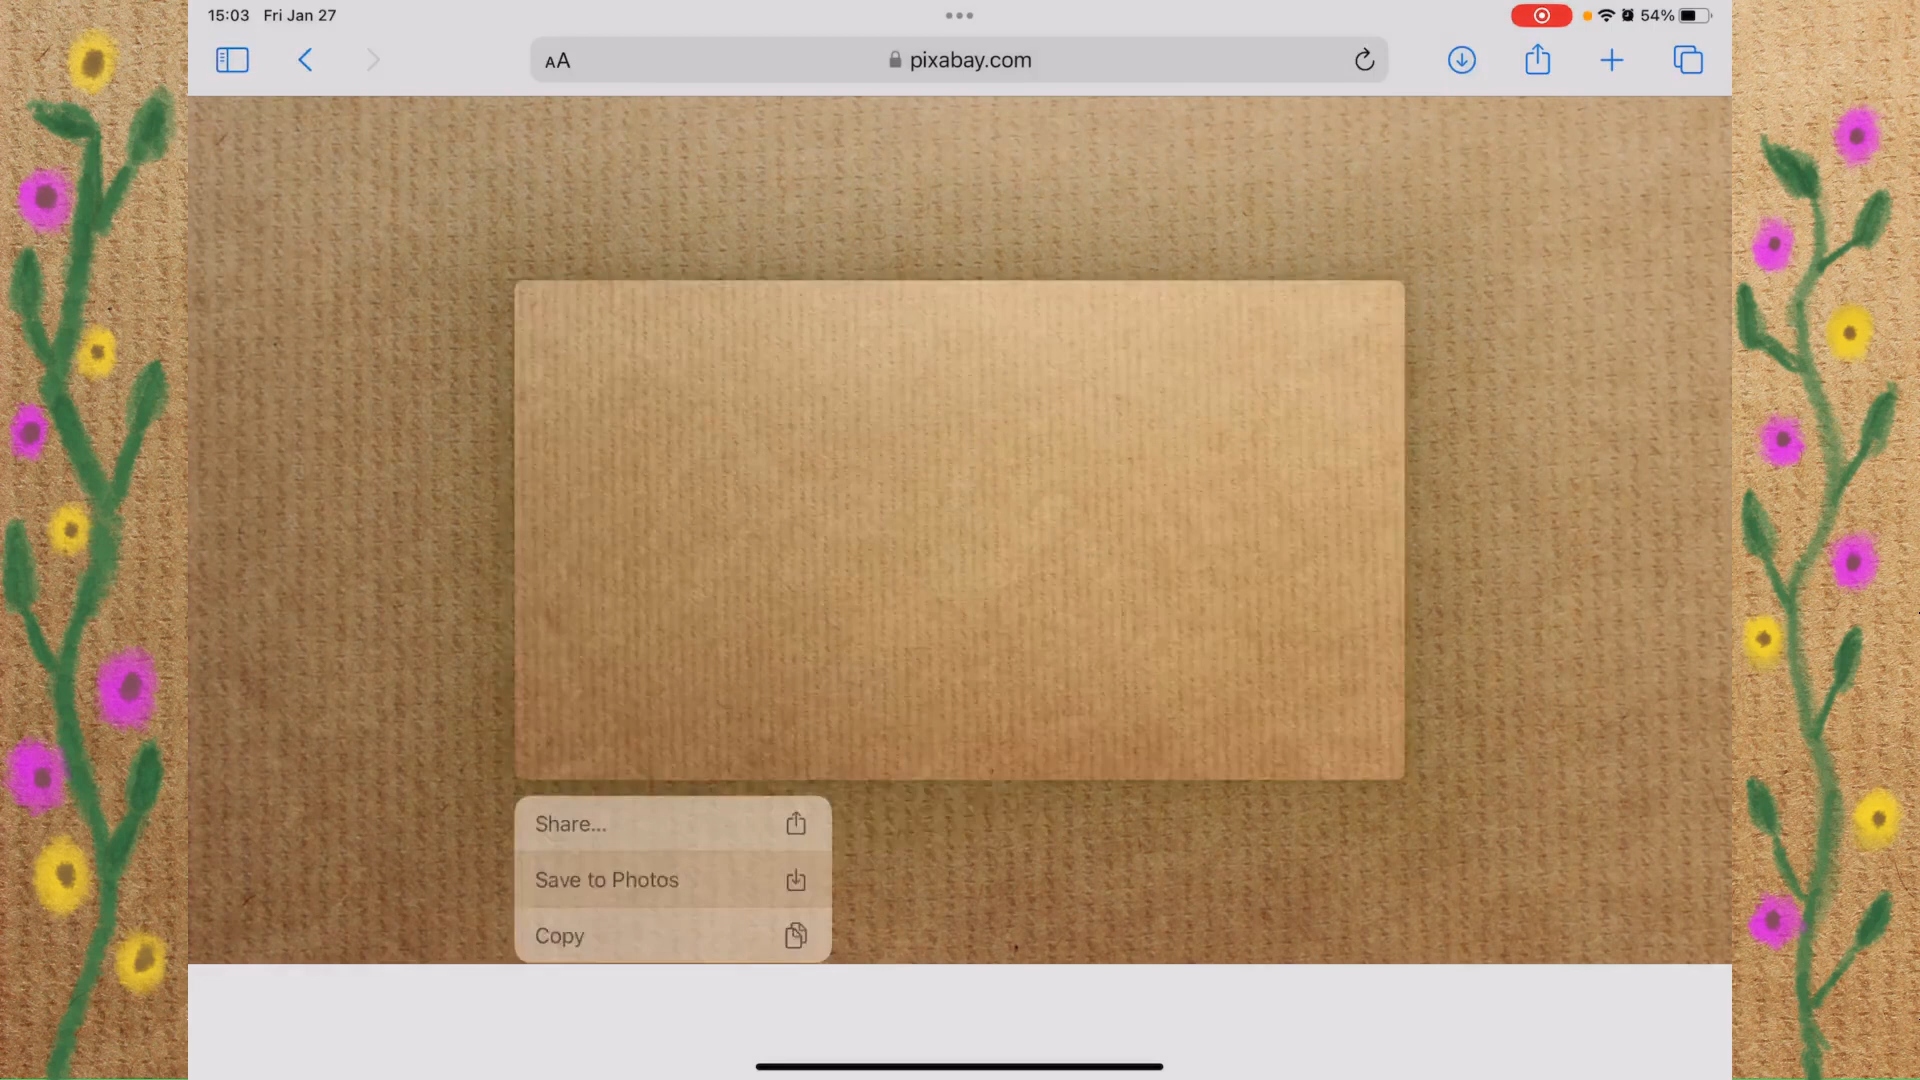 15:03 Fri Jan 27
54%
AA
pixabay.com
Share...
Save to Photos
Copy